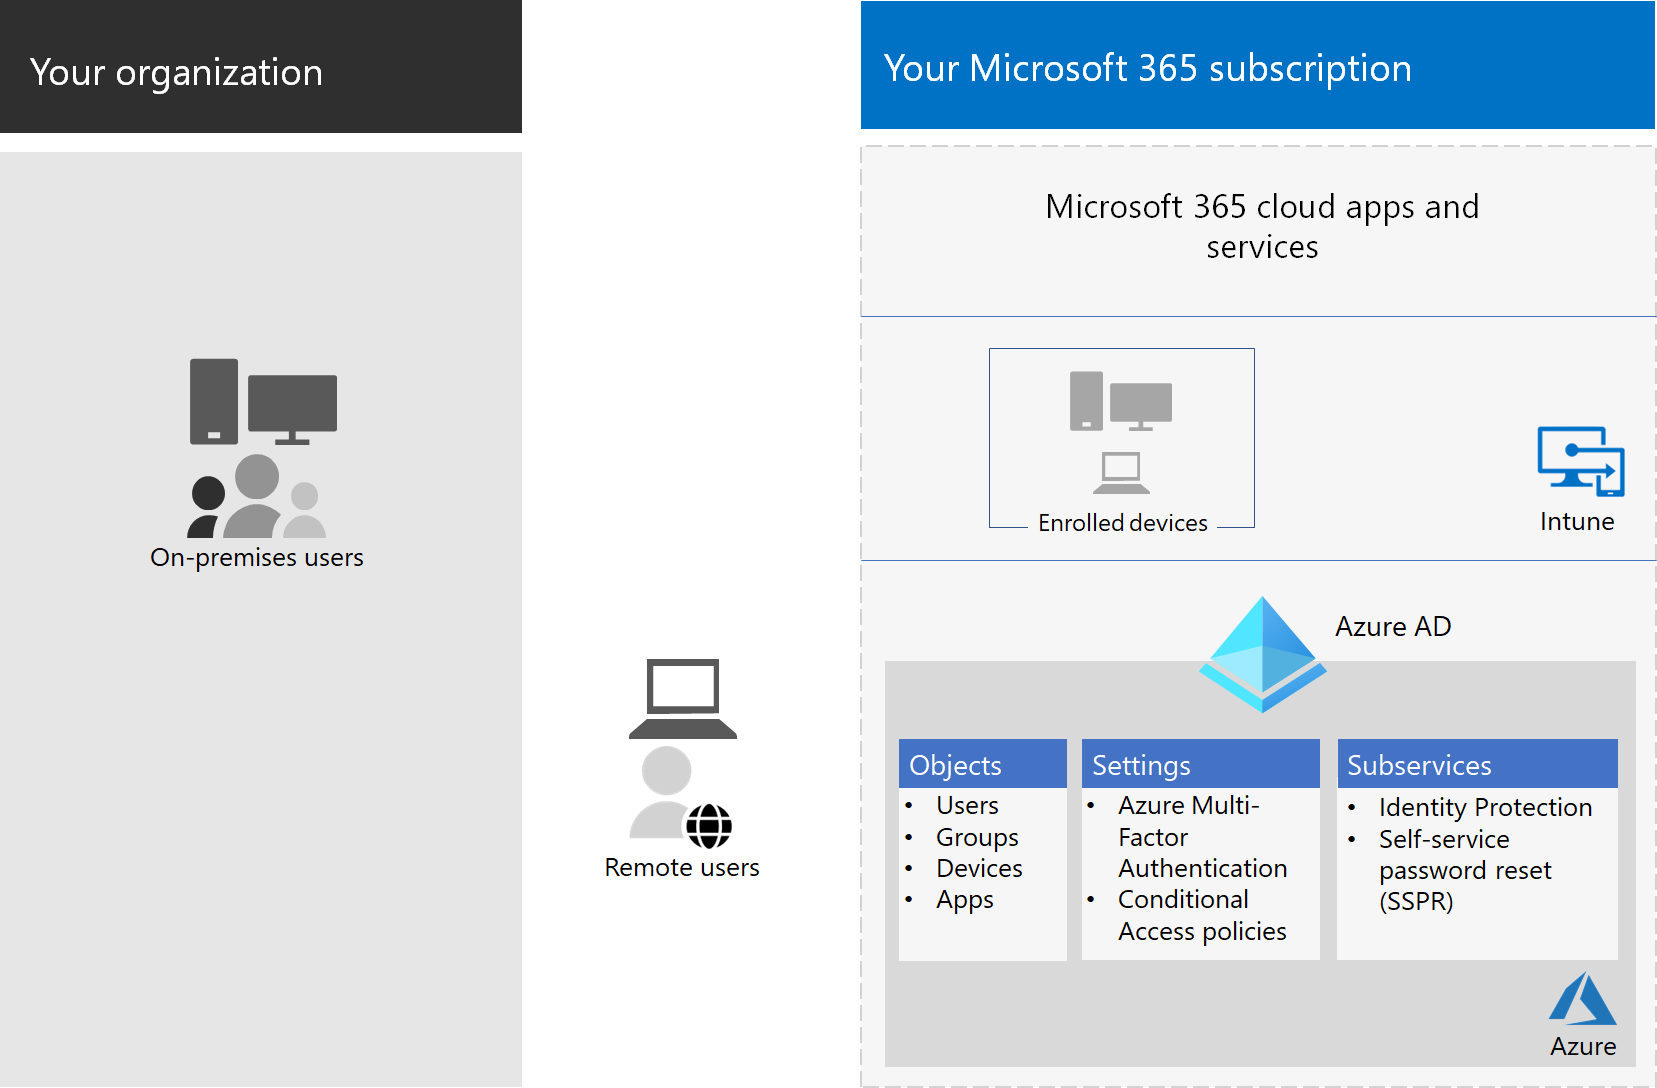 Your organization
Your Microsoft 365 subscription
Microsoft 365 cloud apps and
services
On-premises users
Enrolled devices
Intune
Azure AD
Remote users
Objects
• Users
• Groups
• Devices
• Apps
Settings
• Azure Multi-
Factor
Authentication
• Conditional
Access policies
Subservices
• Identity Protection
• Self-service
password reset
(SSPR)
Azure